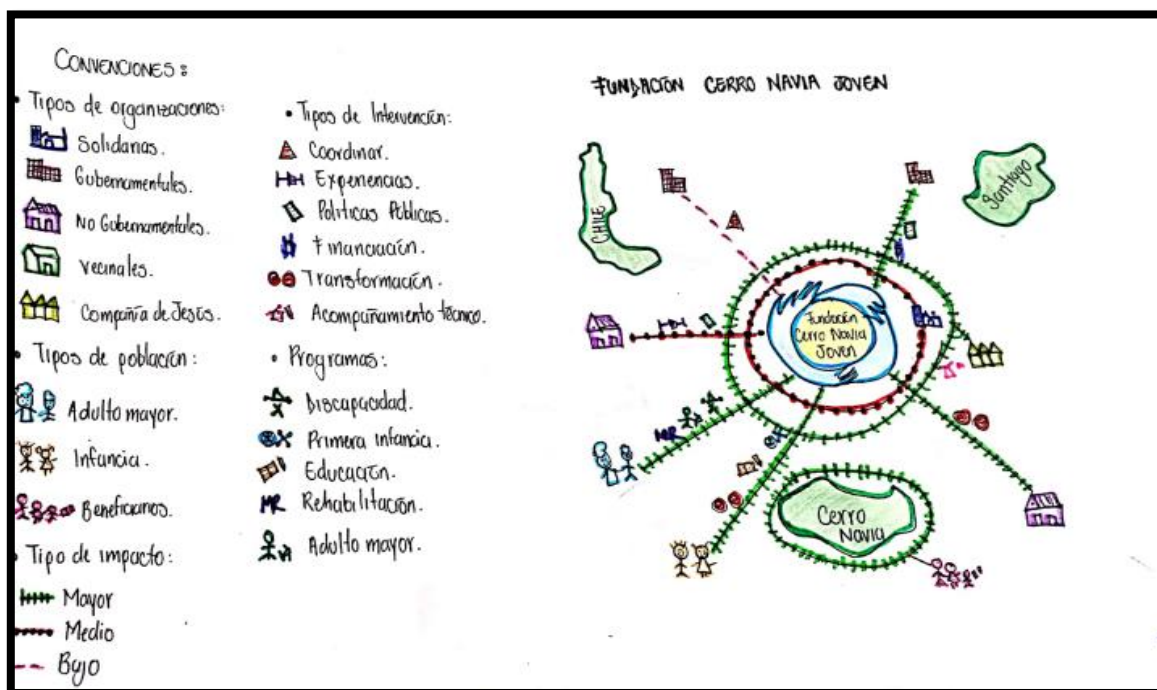 CONVENCIONES:
• Tipos de organizaciones:
Solidarias.
Gubernamentales.
No Gubernamentales.
Vecinales.
Compañía de Jesús.
• Tipos de población:
Adulto mayor.
Infancia.
Beneficiarios.
• Tipo de impacto:
Mayor
Medio
Bajo
• Tipos de Intervención:
Coordinar.
Experiencias.
Políticas Públicas.
Financiación.
Transformación.
Acompañamiento técnico.
• Programas:
Discapacidad.
Primera infancia.
Educación.
MR Rehabilitación.
Adulto mayor.
FUNDACIÓN CERRO NAVIA JOVEN
CHILE
Santiago
Fundación
Cerro Navia
Joven
MR
Cerro
Navia